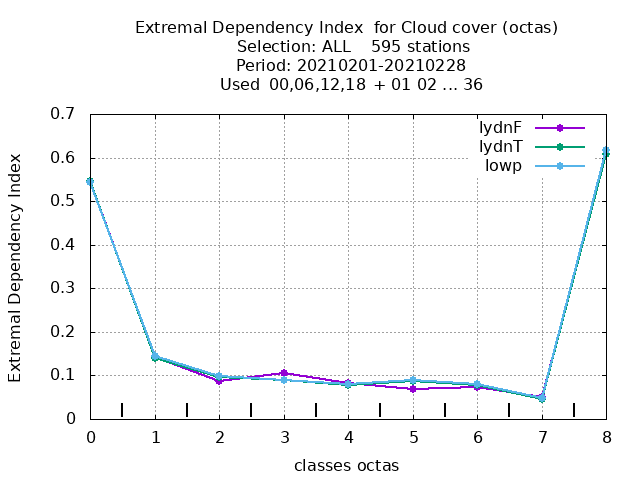 Extremal Dependency Index  for Cloud cover (octas)
Selection: ALL    595 stations
Period: 20210201-20210228
Used  00,06,12,18  + 01 02 ... 36
lydnF
lydnT
lowp
Extremal Dependency Index
0.7
0.6
0.5
0.4
0.3
0.2
0.1
0
0 1 2 3 4 5 6 7 8
classes octas